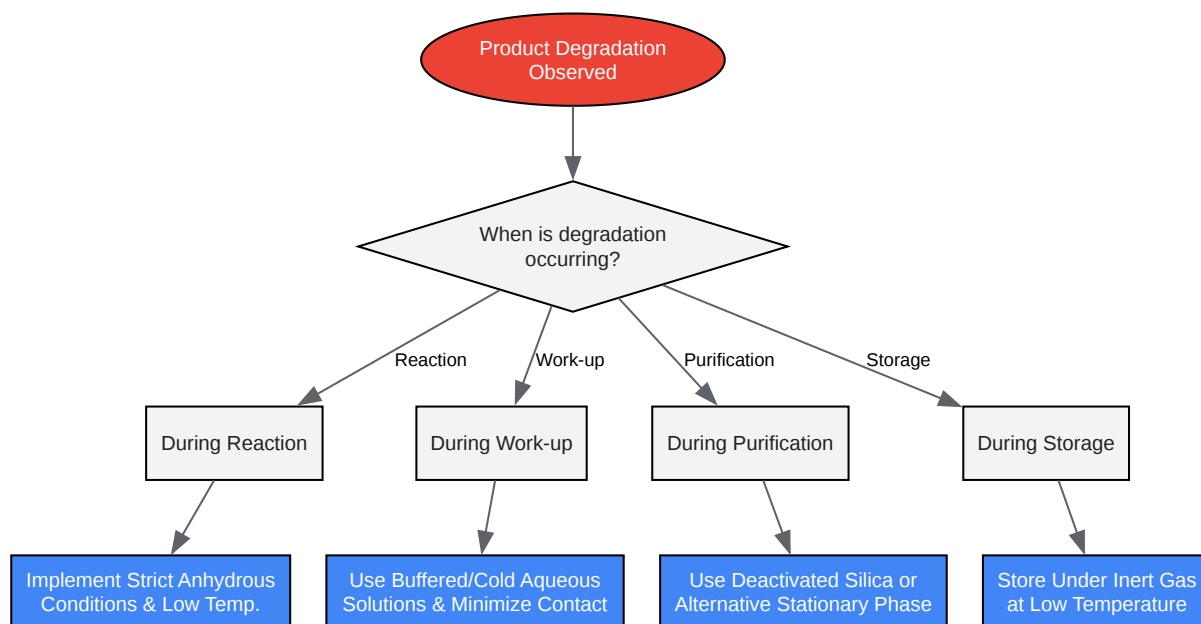 Product Degradation
Observed
When is degradation
occurring?
Reaction
Work-up
Purification
Storage
During Reaction
During Work-up
During Purification
During Storage
Implement Strict Anhydrous
Conditions & Low Temp.
Use Buffered/Cold Aqueous
Solutions & Minimize Contact
Use Deactivated Silica or
Alternative Stationary Phase
Store Under Inert Gas
at Low Temperature